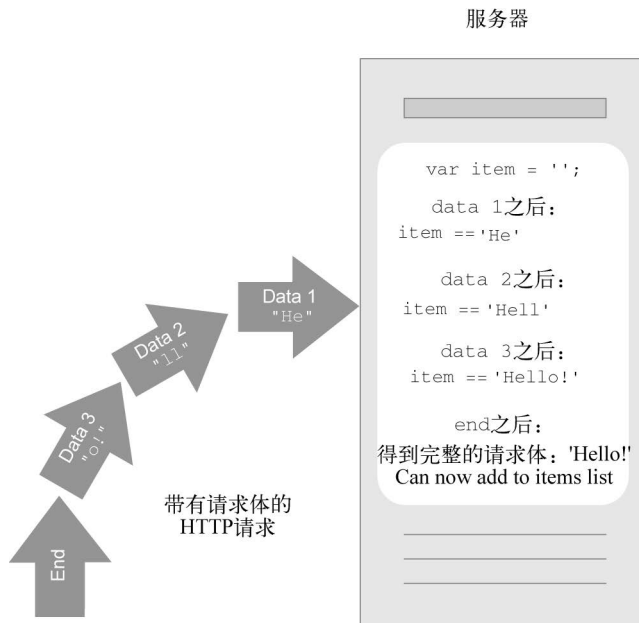 服务器
var item = '';
data 1之后：
item =='He'
data 2之后：
item =='Hell'
data 3之后：
item =='Hello!'
end之后：
得到完整的请求体：'Hello!'
Can now add to items list
Data 1
"He"
Data 2
"ll"
Data 3
"o!"
End
带有请求体的
HTTP请求